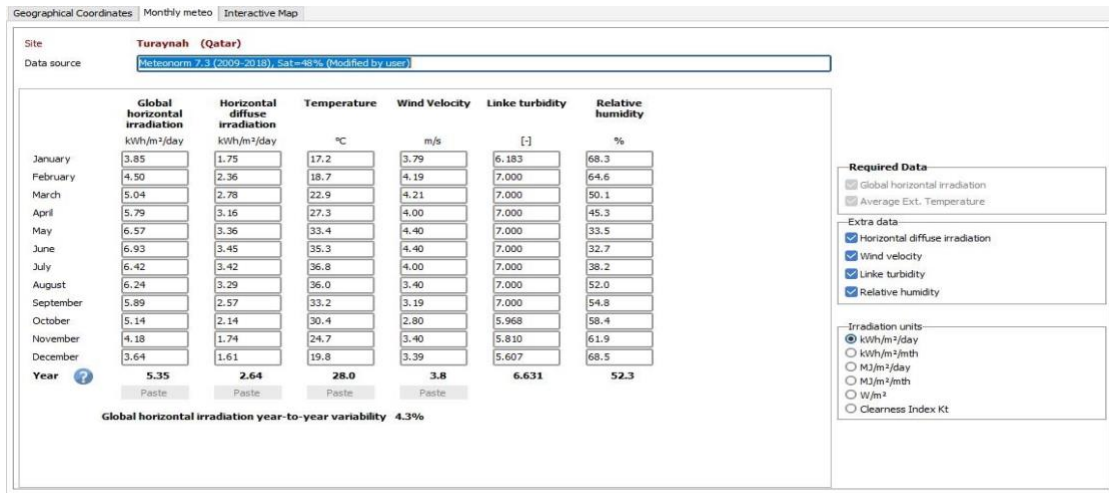 Geographical Coordinates Monthly meteo Interactive Map
Site Turaynah (Qatar)
Data source Meteonorm 7.3 (2009-2018), Sat=48% (Modified by user)
Global horizontal irradiation Horizontal diffuse irradiation Temperature Wind Velocity Linke turbidity Relative humidity
kWh/m²/day kWh/m²/day °C m/s [-] %
January 3.85 1.75 17.2 3.79 6.183 68.3
February 4.50 2.36 18.7 4.19 7.000 64.6
March 5.04 2.78 22.9 4.21 7.000 50.1
April 5.79 3.16 27.3 4.00 7.000 45.3
May 6.57 3.36 33.4 4.40 7.000 33.5
June 6.93 3.45 35.3 4.40 7.000 32.7
July 6.42 3.42 36.8 4.00 7.000 38.2
August 6.24 3.29 36.0 3.40 7.000 52.0
September 5.89 2.57 33.2 3.19 7.000 54.8
October 5.14 2.14 30.4 2.80 5.968 58.4
November 4.18 1.74 24.7 3.40 5.810 61.9
December 3.64 1.61 19.8 3.39 5.607 68.5
Year ? 5.35 2.64 28.0 3.8 6.631 52.3
Paste Paste Paste Paste
Global horizontal irradiation year-to-year variability 4.3%
Required Data
Global horizontal irradiation
Average Ext. Temperature
Extra data
Horizontal diffuse irradiation
Wind velocity
Linke turbidity
Relative humidity
Irradiation units
kWh/m²/day
kWh/m²/mth
MJ/m²/day
MJ/m²/mth
W/m²
Clearness Index Kt